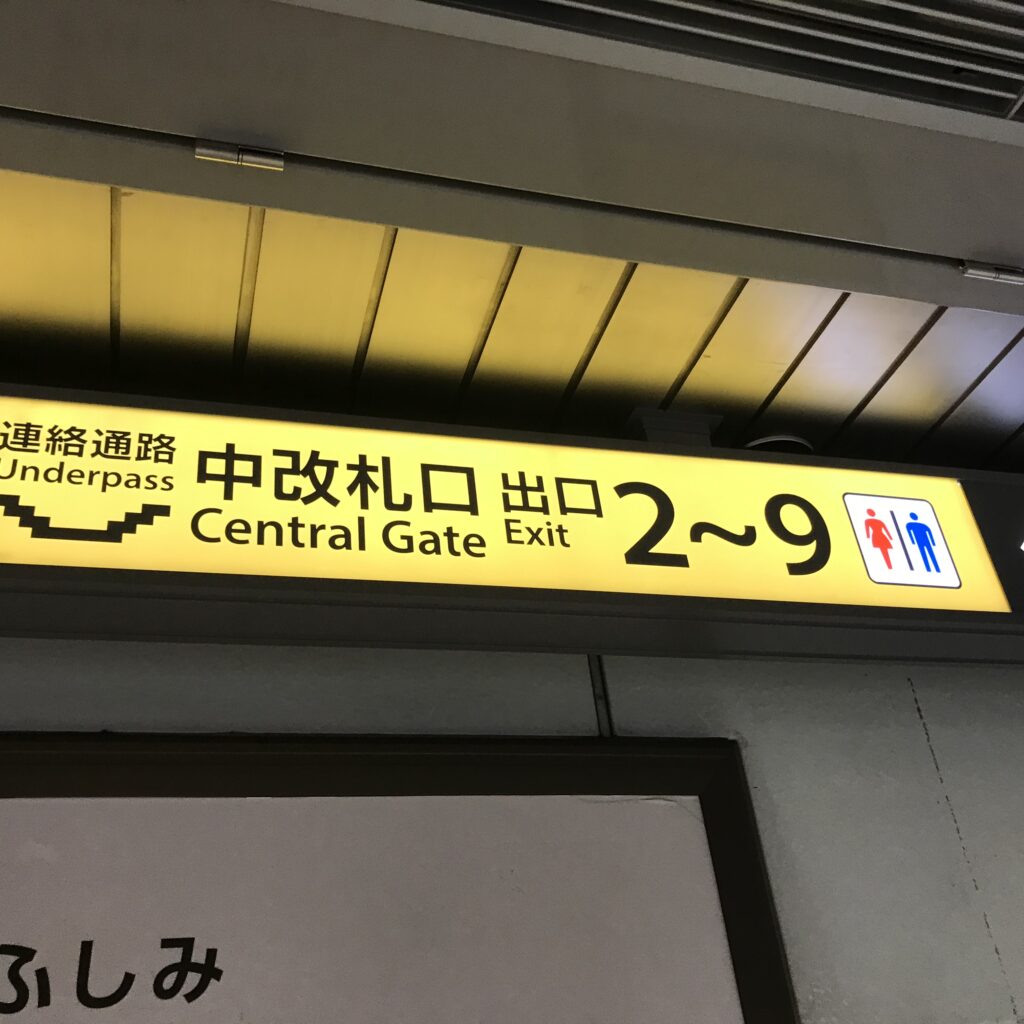 連絡通路
Underpass
中改札口
Central Gate
出口
Exit
2~9
ふしみ